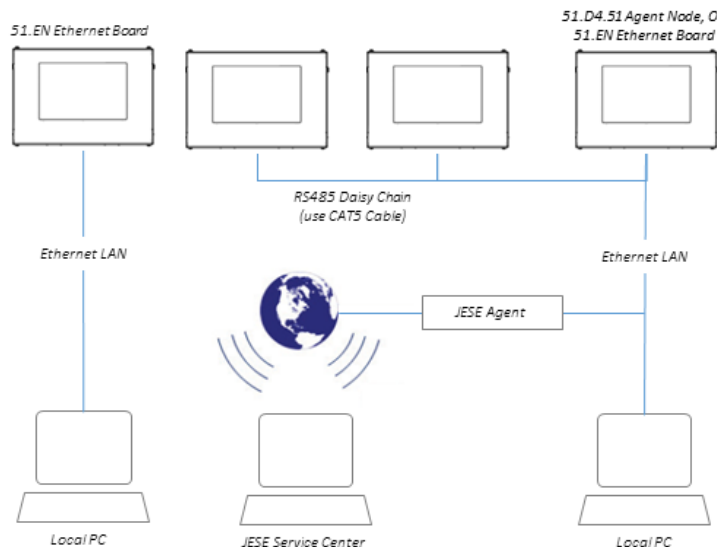 51.EN Ethernet Board
51.D4.51 Agent Node, O
51.EN Ethernet Board
RS485 Daisy Chain
(use CAT5 Cable)
Ethernet LAN
Ethernet LAN
JESE Agent
Local PC
JESE Service Center
Local PC